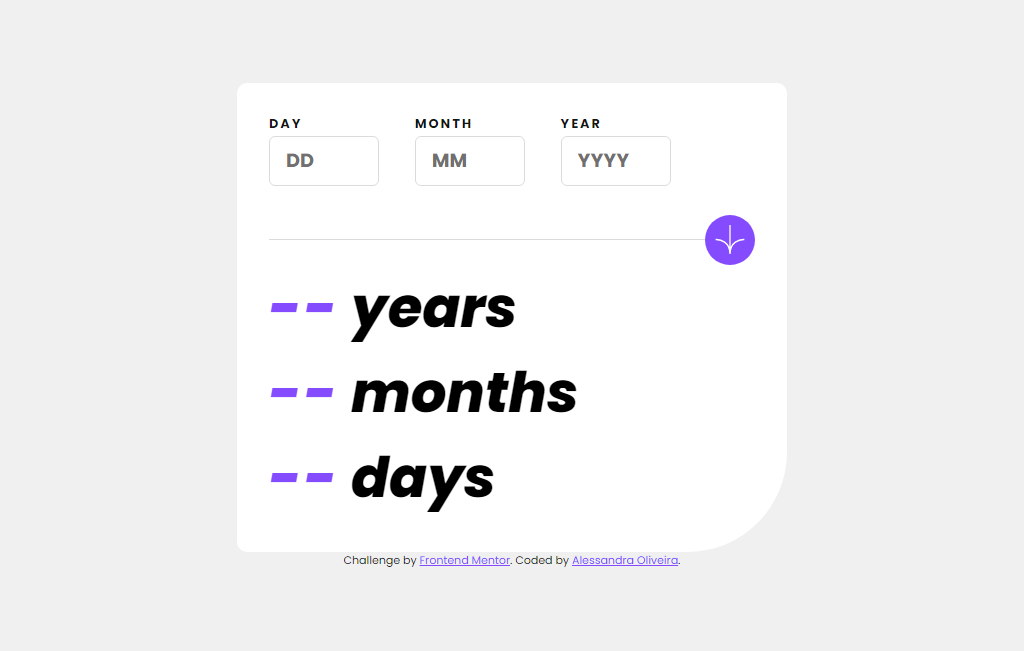 DAY MONTH YEAR
DD MM YYYY
-- years
-- months
-- days
Challenge by Frontend Mentor. Coded by Alessandra Oliveira.